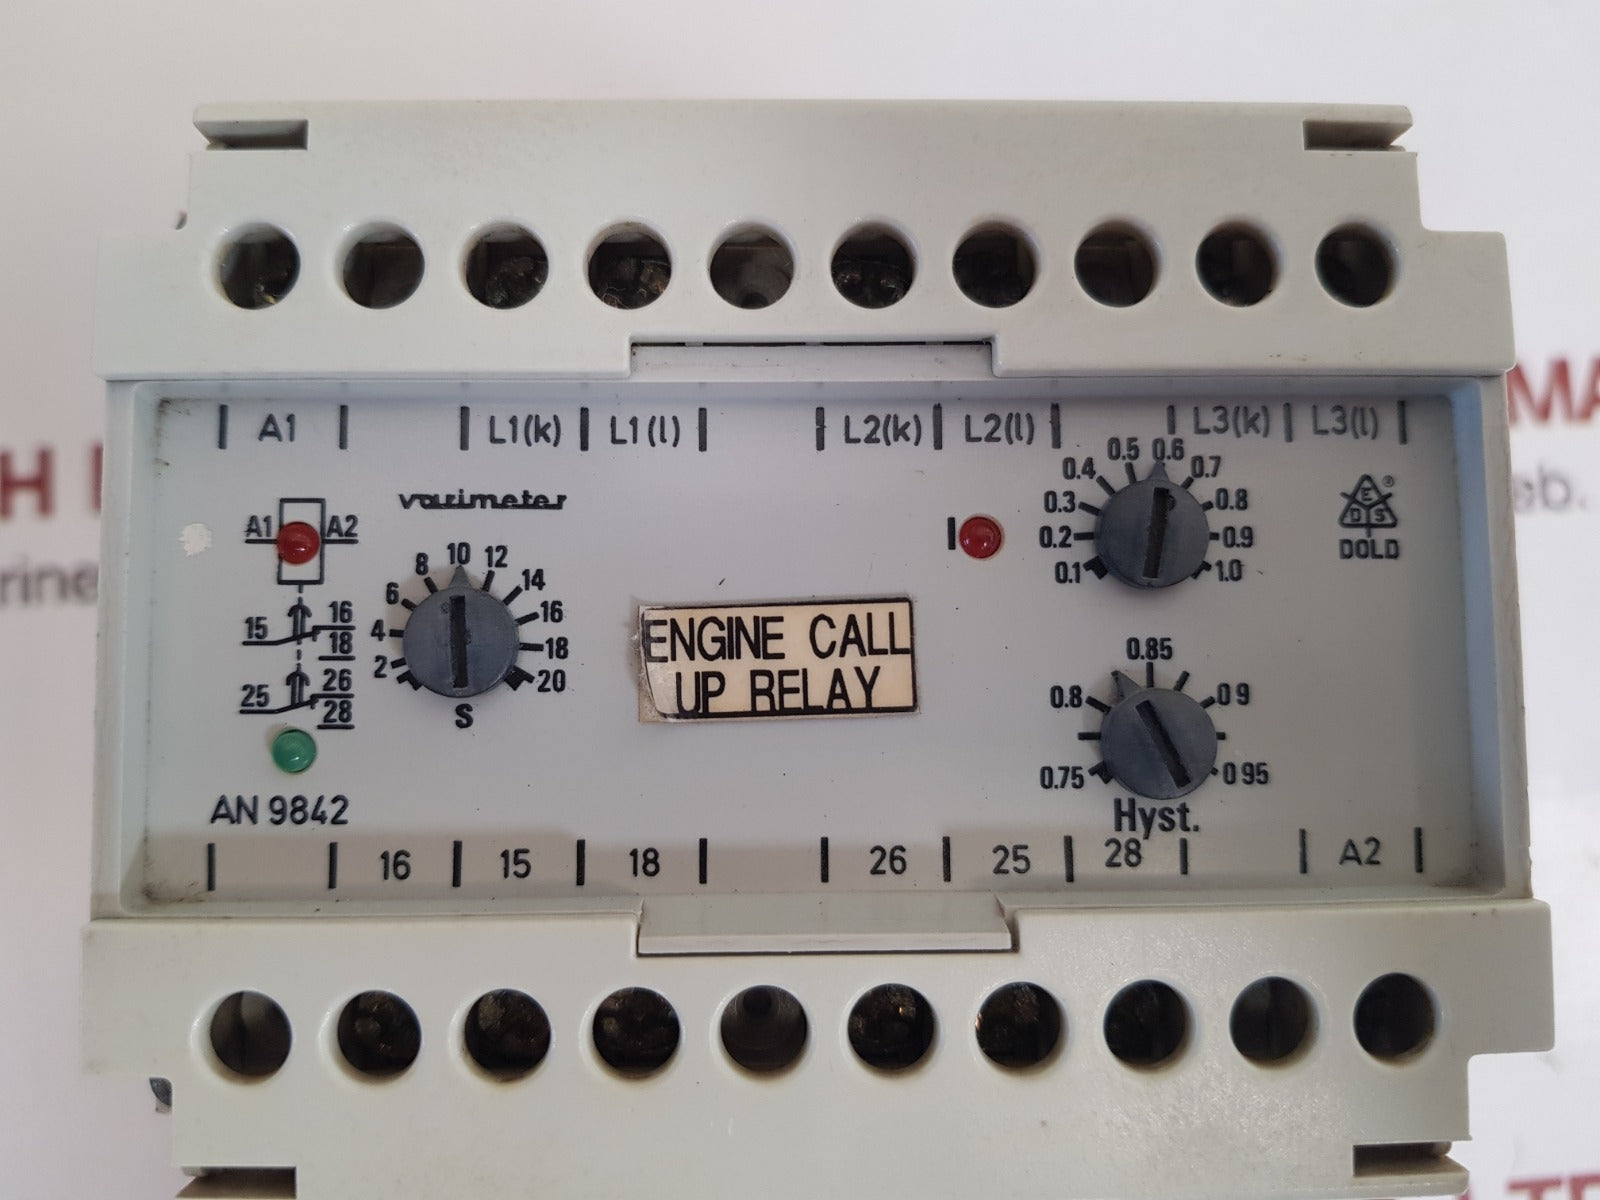 A1 L1(k) L1(l) L2(k) L2(l) L3(k) L3(l)
varimeter
A1 A2
15 16
18
25 26
28
AN 9842
2 4 6 8 10 12 14 16 18 20
S
ENGINE CALL
UP RELAY
I
0.1 0.2 0.3 0.4 0.5 0.6 0.7 0.8 0.9 1.0
E
D S ®
DOLD
0.75 0.8 0.85 0 9 0 95
Hyst.
16 15 18 26 25 28 A2